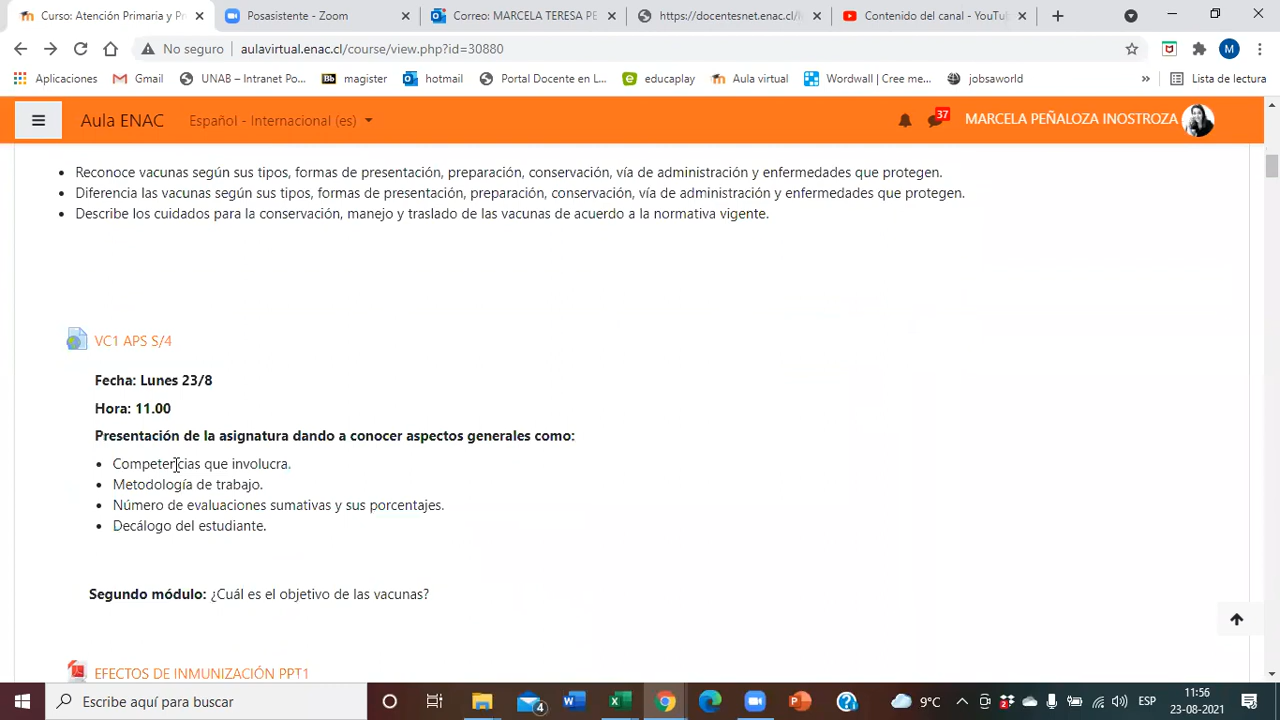 Curso: Atención Primaria y Pr
Posasistente - Zoom
Correo: MARCELA TERESA PE
https://docentesnet.enac.cl/
Contenido del canal - YouTu
No seguro
aulavirtual.enac.cl/course/view.php?id=30880
M
Aplicaciones
Gmail
UNAB – Intranet Po...
Bb magister
hotmail
Portal Docente en L...
e educaplay
Aula virtual
Wordwall | Cree me...
jobsaworld
»
Lista de lectura
Aula ENAC
Español - Internacional (es)
37
MARCELA PEÑALOZA INOSTROZA
• Reconoce vacunas según sus tipos, formas de presentación, preparación, conservación, vía de administración y enfermedades que protegen.
• Diferencia las vacunas según sus tipos, formas de presentación, preparación, conservación, vía de administración y enfermedades que protegen.
• Describe los cuidados para la conservación, manejo y traslado de las vacunas de acuerdo a la normativa vigente.
VC1 APS S/4
Fecha: Lunes 23/8
Hora: 11.00
Presentación de la asignatura dando a conocer aspectos generales como:
• Competencias que involucra.
• Metodología de trabajo.
• Número de evaluaciones sumativas y sus porcentajes.
• Decálogo del estudiante.
Segundo módulo: ¿Cuál es el objetivo de las vacunas?
EFECTOS DE INMUNIZACIÓN PPT1
Escribe aquí para buscar
4
9°C
2
ESP
11:56
23-08-2021